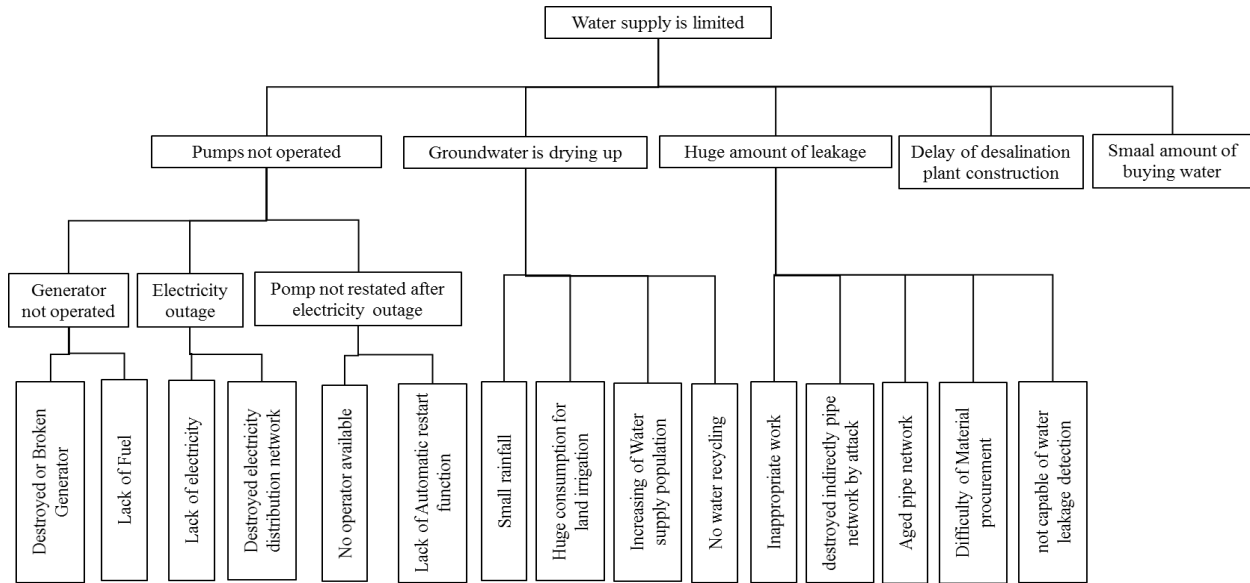 Water supply is limited
Pumps not operated
Groundwater is drying up
Huge amount of leakage
Delay of desalination
plant construction
Smaal amount of
buying water
Generator
not operated
Electricity
outage
Pomp not restated after
electricity outage
Destroyed or Broken
Generator
Lack of Fuel
Lack of electricity
Destroyed electricity
distribution network
No operator available
Lack of Automatic restart
function
Small rainfall
Huge consumption for
land irrigation
Increasing of Water
supply population
No water recycling
Inappropriate work
destroyed indirectly pipe
network by attack
Aged pipe network
Difficulty of Material
procurement
not capable of water
leakage detection